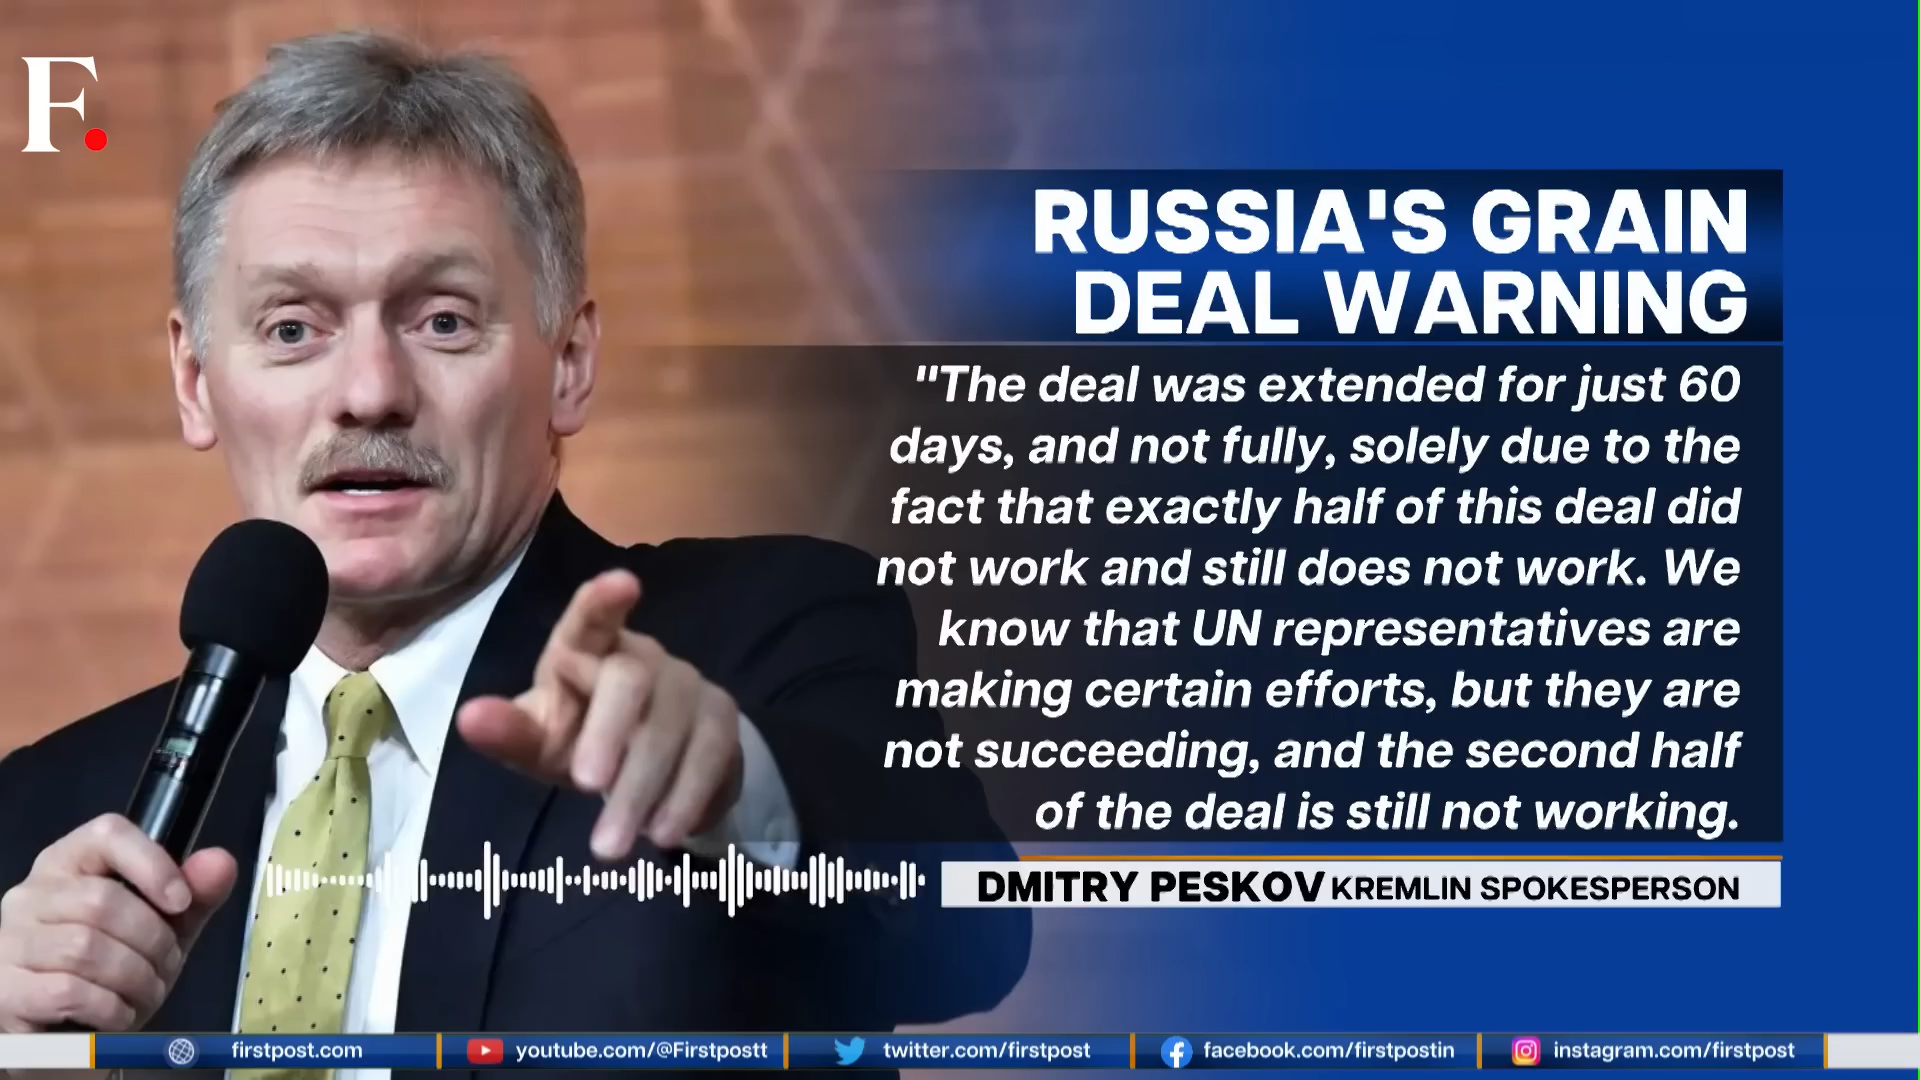 F.
RUSSIA'S GRAIN
DEAL WARNING
"The deal was extended for just 60
days, and not fully, solely due to the
fact that exactly half of this deal did
not work and still does not work. We
know that UN representatives are
making certain efforts, but they are
not succeeding, and the second half
of the deal is still not working.
DMITRY PESKOV KREMLIN SPOKESPERSON
firstpost.com
youtube.com/@Firstpostt
twitter.com/firstpost
facebook.com/firstpostin
instagram.com/firstpost